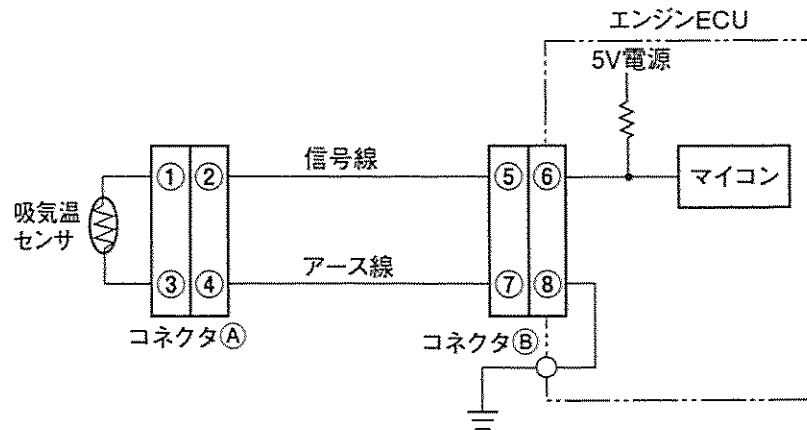 エンジンECU
5V電源
信号線
① ② ⑤ ⑥
マイコン
吸気温
センサ
アース線
③ ④ ⑦ ⑧
コネクタⒶ
コネクタⒷ